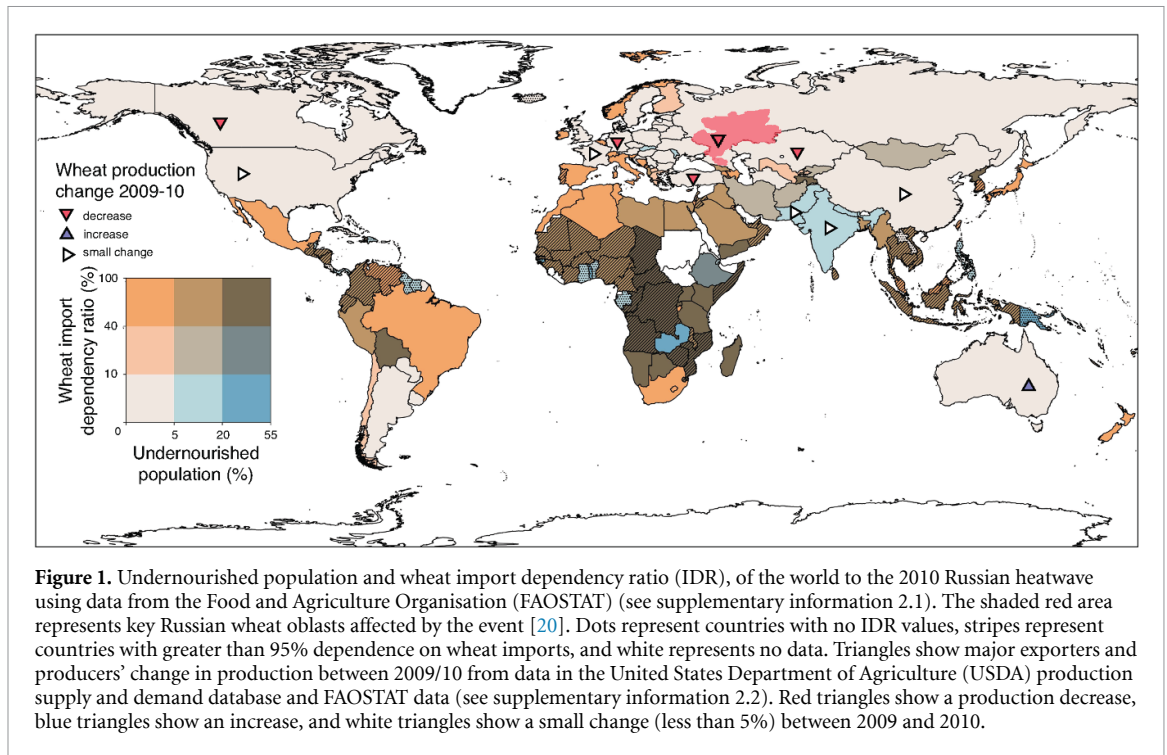 Wheat production
change 2009-10
decrease
increase
small change
Wheat import
dependency ratio (%)
100
40
10
0
5
20
55
Undernourished
population (%)
Figure 1. Undernourished population and wheat import dependency ratio (IDR), of the world to the 2010 Russian heatwave
using data from the Food and Agriculture Organisation (FAOSTAT) (see supplementary information 2.1). The shaded red area
represents key Russian wheat oblasts affected by the event [20]. Dots represent countries with no IDR values, stripes represent
countries with greater than 95% dependence on wheat imports, and white represents no data. Triangles show major exporters and
producers’ change in production between 2009/10 from data in the United States Department of Agriculture (USDA) production
supply and demand database and FAOSTAT data (see supplementary information 2.2). Red triangles show a production decrease,
blue triangles show an increase, and white triangles show a small change (less than 5%) between 2009 and 2010.